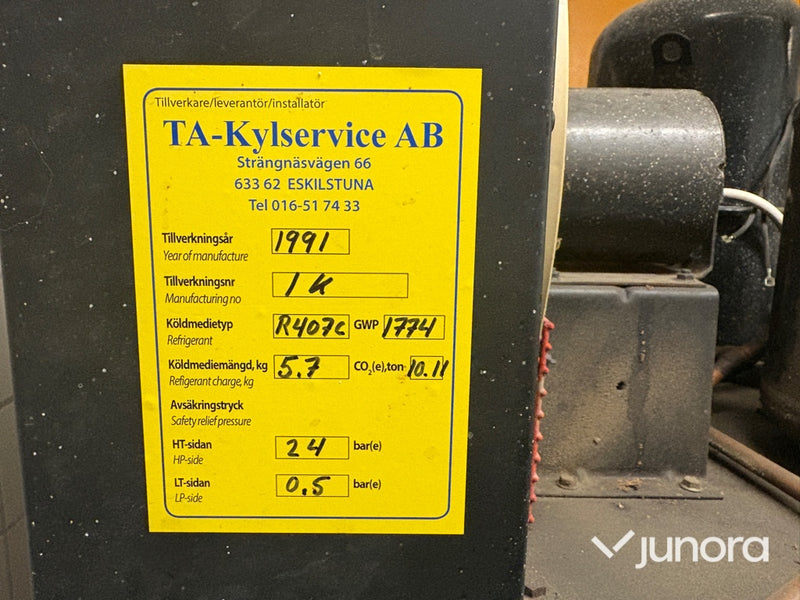 Tillverkare/leverantör/installatör
TA-Kylservice AB
Strängnäsvägen 66
633 62 ESKILSTUNA
Tel 016-51 74 33
Tillverkningsår 1991
Year of manufacture
Tillverkningsnr 1 K
Manufacturing no
Köldmedietyp R407C GWP 1774
Refrigerant
Köldmediemängd, kg 5.7 CO₂(e),ton 10.11
Refigerant charge, kg
Avsäkringstryck
Safety relief pressure
HT-sidan 24 bar(e)
HP-side
LT-sidan 0.5 bar(e)
LP-side
junora